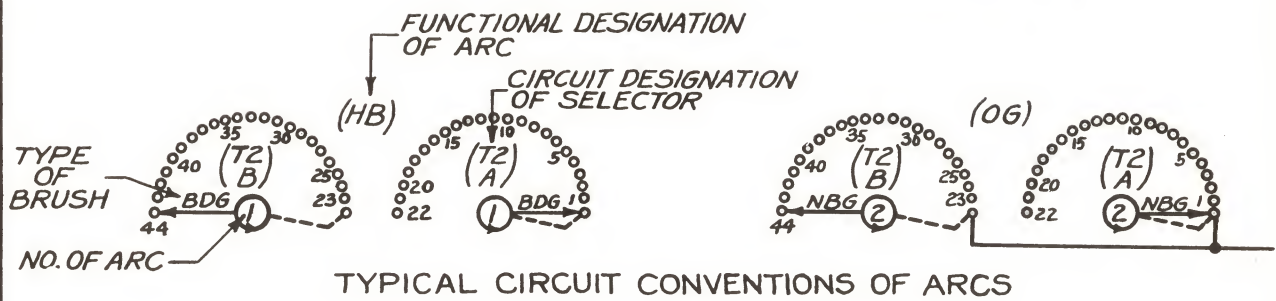 FUNCTIONAL DESIGNATION
OF ARC
CIRCUIT DESIGNATION
OF SELECTOR
(HB)
(OG)
TYPE
OF
BRUSH
NO. OF ARC
44
40
35
30
25
23
(T2
B)
BDG
1
22
20
15
10
5
1
(T2
A)
BDG
1
44
40
35
30
25
23
(T2
B)
NBG
2
22
20
15
10
5
1
(T2
A)
NBG
2
TYPICAL CIRCUIT CONVENTIONS OF ARCS